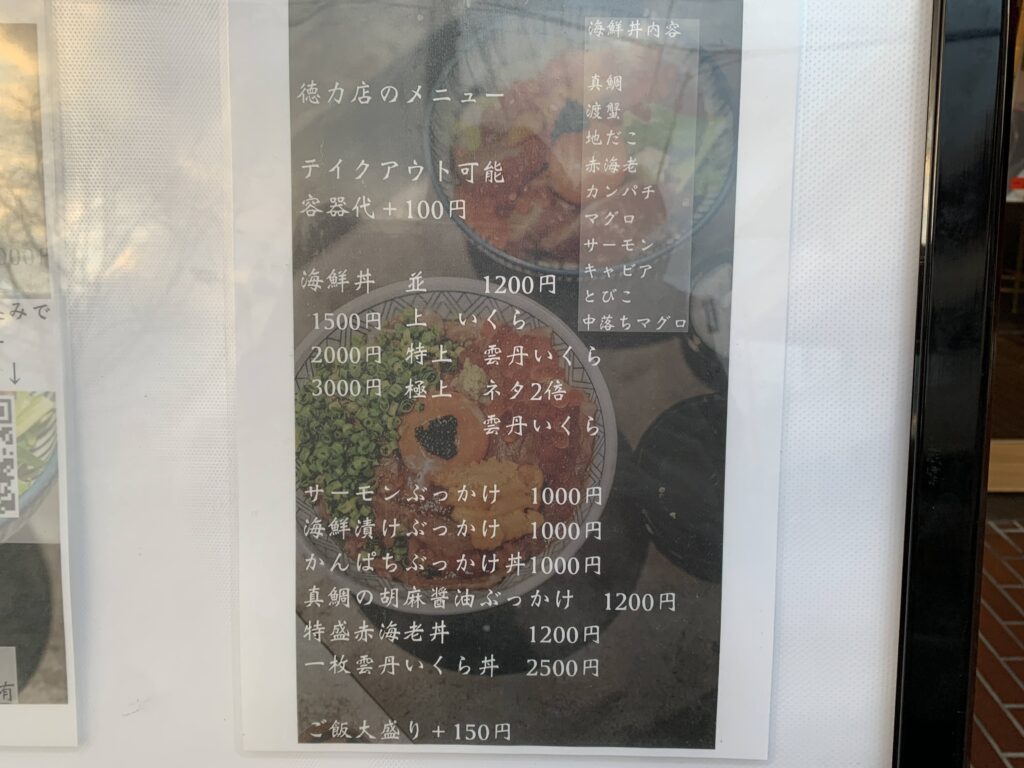 徳力店のメニュー
テイクアウト可能
容器代＋100円
海鮮丼 並 1200円
1500円 上 いくら
2000円 特上 雲丹いくら
3000円 極上 ネタ2倍
雲丹いくら
サーモンぶっかけ 1000円
海鮮漬けぶっかけ 1000円
かんぱちぶっかけ丼1000円
真鯛の胡麻醤油ぶっかけ 1200円
特盛赤海老丼 1200円
一枚雲丹いくら丼 2500円
ご飯大盛り＋150円
海鮮丼内容
真鯛
渡蟹
地だこ
赤海老
カンパチ
マグロ
サーモン
キャビア
とびこ
中落ちマグロ
みで
↓
有